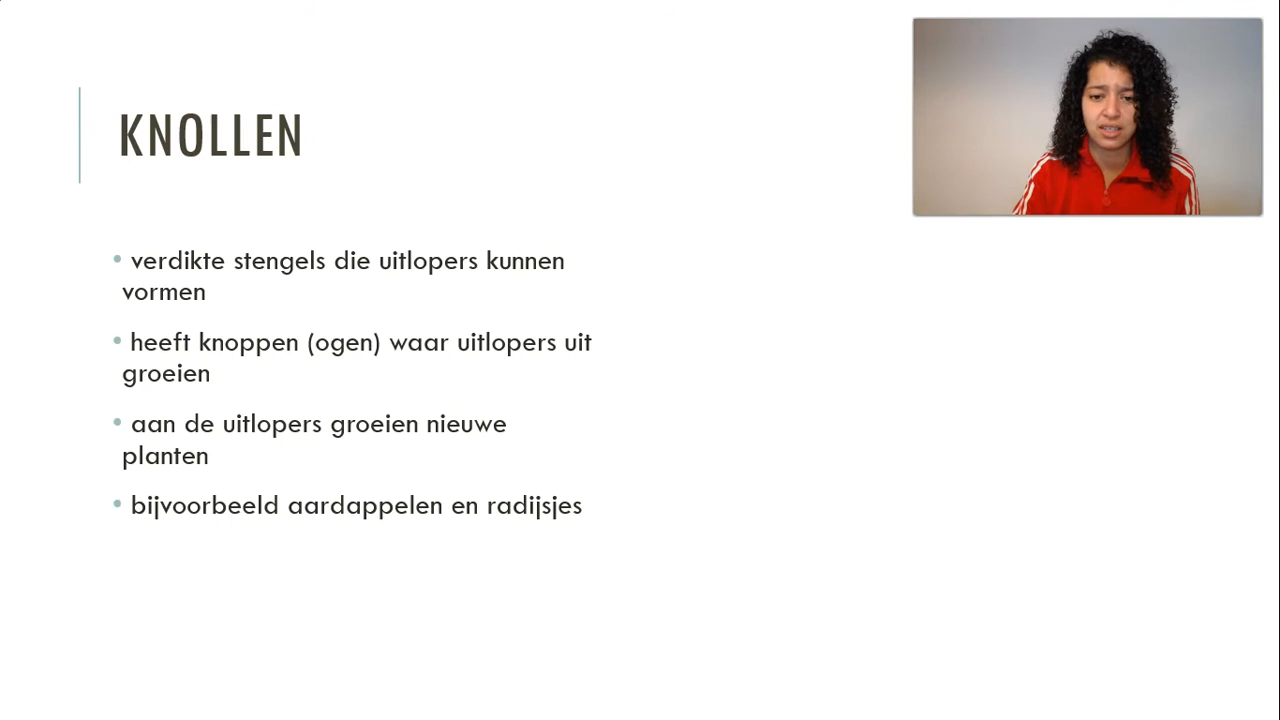 KNOLLEN
• verdikte stengels die uitlopers kunnen
vormen
• heeft knoppen (ogen) waar uitlopers uit
groeien
• aan de uitlopers groeien nieuwe
planten
• bijvoorbeeld aardappelen en radijsjes